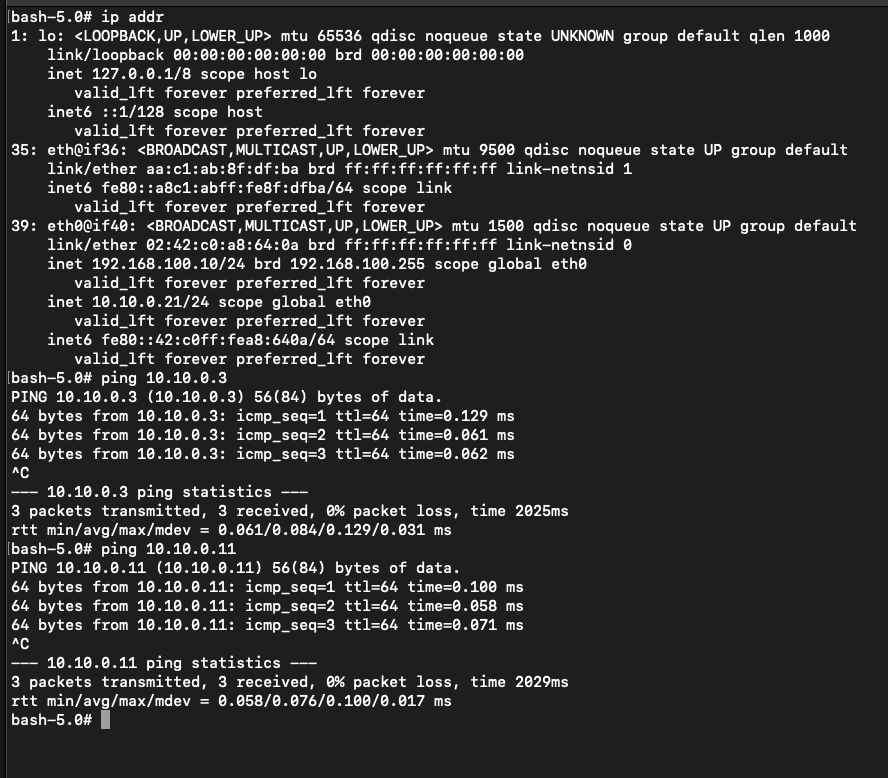 [bash-5.0# ip addr
1: lo: <LOOPBACK,UP,LOWER_UP> mtu 65536 qdisc noqueue state UNKNOWN group default qlen 1000
    link/loopback 00:00:00:00:00:00 brd 00:00:00:00:00:00
    inet 127.0.0.1/8 scope host lo
       valid_lft forever preferred_lft forever
    inet6 ::1/128 scope host
       valid_lft forever preferred_lft forever
35: eth@if36: <BROADCAST,MULTICAST,UP,LOWER_UP> mtu 9500 qdisc noqueue state UP group default
    link/ether aa:c1:ab:8f:df:ba brd ff:ff:ff:ff:ff:ff link-netnsid 1
    inet6 fe80::a8c1:abff:fe8f:dfba/64 scope link
       valid_lft forever preferred_lft forever
39: eth0@if40: <BROADCAST,MULTICAST,UP,LOWER_UP> mtu 1500 qdisc noqueue state UP group default
    link/ether 02:42:c0:a8:64:0a brd ff:ff:ff:ff:ff:ff link-netnsid 0
    inet 192.168.100.10/24 brd 192.168.100.255 scope global eth0
       valid_lft forever preferred_lft forever
    inet 10.10.0.21/24 scope global eth0
       valid_lft forever preferred_lft forever
    inet6 fe80::42:c0ff:fea8:640a/64 scope link
       valid_lft forever preferred_lft forever
[bash-5.0# ping 10.10.0.3
PING 10.10.0.3 (10.10.0.3) 56(84) bytes of data.
64 bytes from 10.10.0.3: icmp_seq=1 ttl=64 time=0.129 ms
64 bytes from 10.10.0.3: icmp_seq=2 ttl=64 time=0.061 ms
64 bytes from 10.10.0.3: icmp_seq=3 ttl=64 time=0.062 ms
^C
--- 10.10.0.3 ping statistics ---
3 packets transmitted, 3 received, 0% packet loss, time 2025ms
rtt min/avg/max/mdev = 0.061/0.084/0.129/0.031 ms
[bash-5.0# ping 10.10.0.11
PING 10.10.0.11 (10.10.0.11) 56(84) bytes of data.
64 bytes from 10.10.0.11: icmp_seq=1 ttl=64 time=0.100 ms
64 bytes from 10.10.0.11: icmp_seq=2 ttl=64 time=0.058 ms
64 bytes from 10.10.0.11: icmp_seq=3 ttl=64 time=0.071 ms
^C
--- 10.10.0.11 ping statistics ---
3 packets transmitted, 3 received, 0% packet loss, time 2029ms
rtt min/avg/max/mdev = 0.058/0.076/0.100/0.017 ms
bash-5.0#